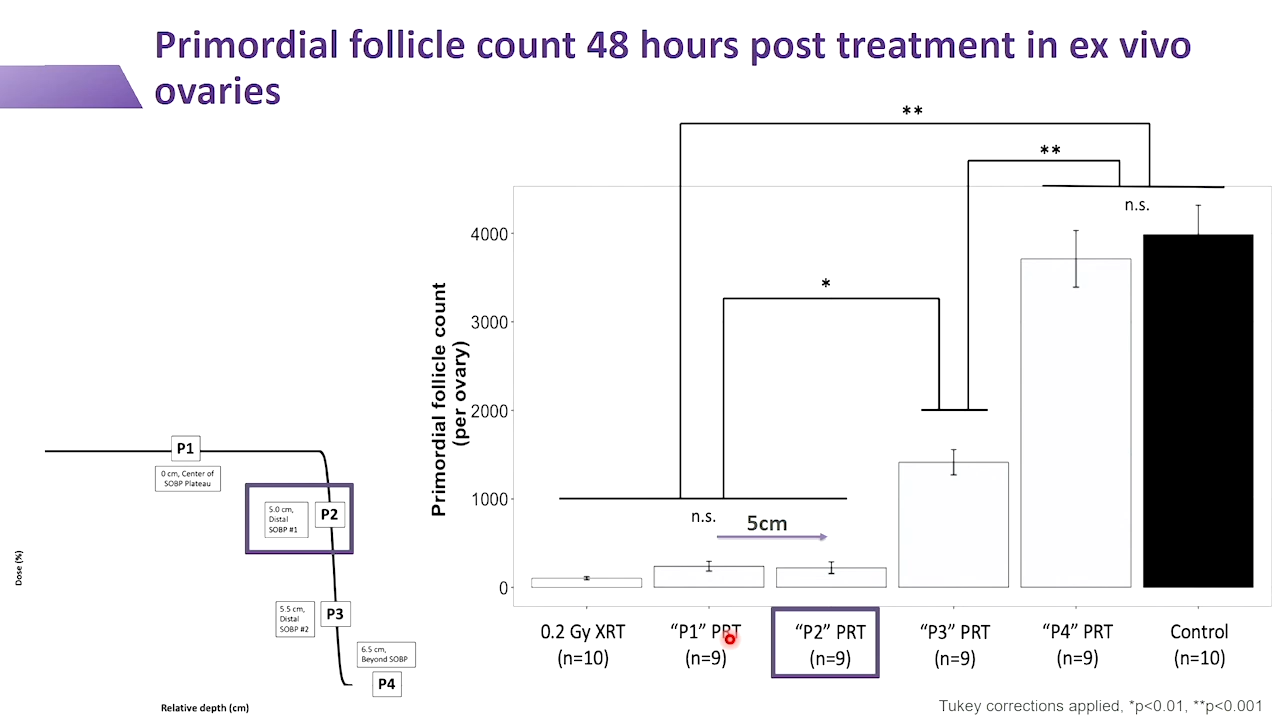 Primordial follicle count 48 hours post treatment in ex vivo
ovaries
**
**
n.s.
4000
*
3000
Primordial follicle count
(per ovary)
2000
1000
n.s.
5cm
0
0.2 Gy XRT
(n=10)
“P1” PRT
(n=9)
“P2” PRT
(n=9)
“P3” PRT
(n=9)
“P4” PRT
(n=9)
Control
(n=10)
P1
0 cm, Center of
SOBP Plateau
5.0 cm,
Distal
SOBP #1
P2
Dose (%)
5.5 cm,
Distal
SOBP #2
P3
6.5 cm,
Beyond SOBP
P4
Relative depth (cm)
Tukey corrections applied, *p<0.01, **p<0.001